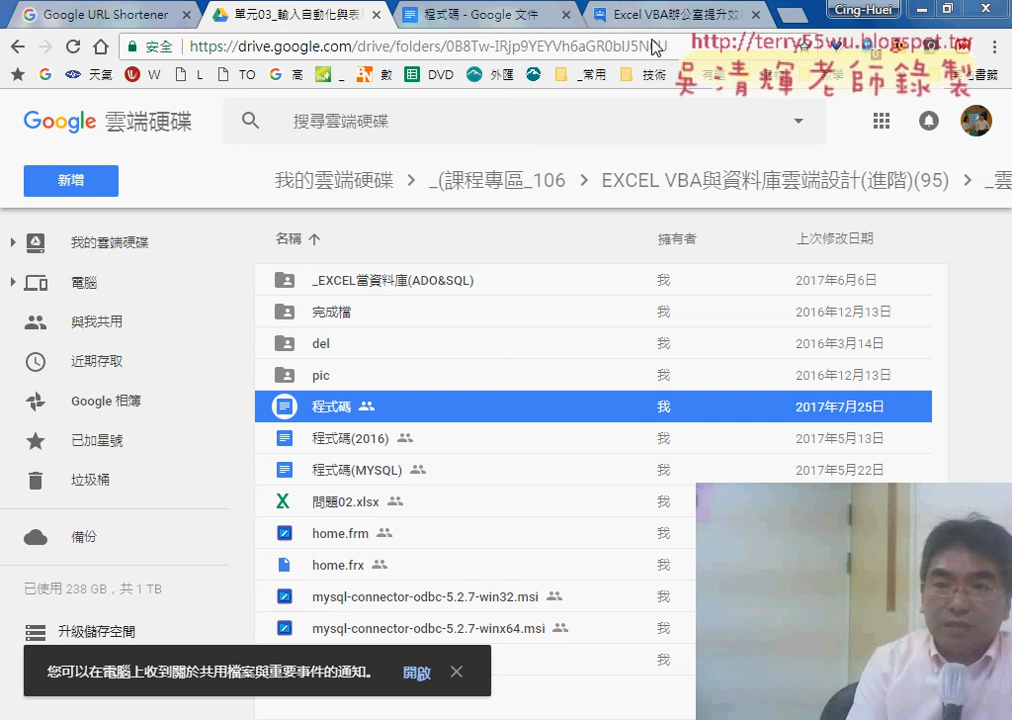 Google URL Shortener
單元03_輸入自動化與表
程式碼 - Google 文件
Excel VBA辦公室提升效
Cing-Huei
安全
https://drive.google.com/drive/folders/0B8Tw-IRjp9YEYVh6aGR0bIJ5N
http://terry55wu.blogspot.tw
吳清輝老師錄製
天氣
W
L
TO
高
_
數
DVD
外匯
_常用
技術
Google 雲端硬碟
搜尋雲端硬碟
新增
我的雲端硬碟 > _(課程專區_106 > EXCEL VBA與資料庫雲端設計(進階)(95) > _雲
我的雲端硬碟
電腦
與我共用
近期存取
Google 相簿
已加星號
垃圾桶
備份
已使用 238 GB，共 1 TB
升級儲存空間
名稱 擁有者 上次修改日期
_EXCEL當資料庫(ADO&SQL) 我 2017年6月6日
完成檔 我 2016年12月13日
del 我 2016年3月14日
pic 我 2016年12月13日
程式碼 我 2017年7月25日
程式碼(2016) 我 2017年5月13日
程式碼(MYSQL) 我 2017年5月22日
問題02.xlsx 我
home.frm 我
home.frx 我
mysql-connector-odbc-5.2.7-win32.msi 我
mysql-connector-odbc-5.2.7-winx64.msi 我
我
您可以在電腦上收到關於共用檔案與重要事件的通知。 開啟